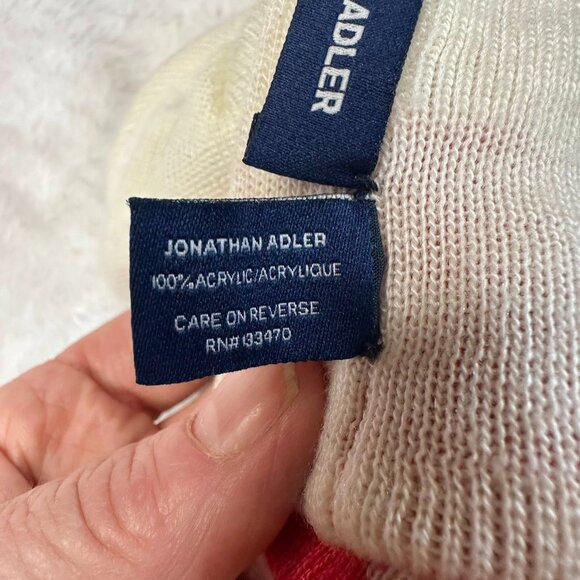 ADLER
JONATHAN ADLER
100% ACRYLIC/ACRYLIQUE
CARE ON REVERSE
RN# 133470